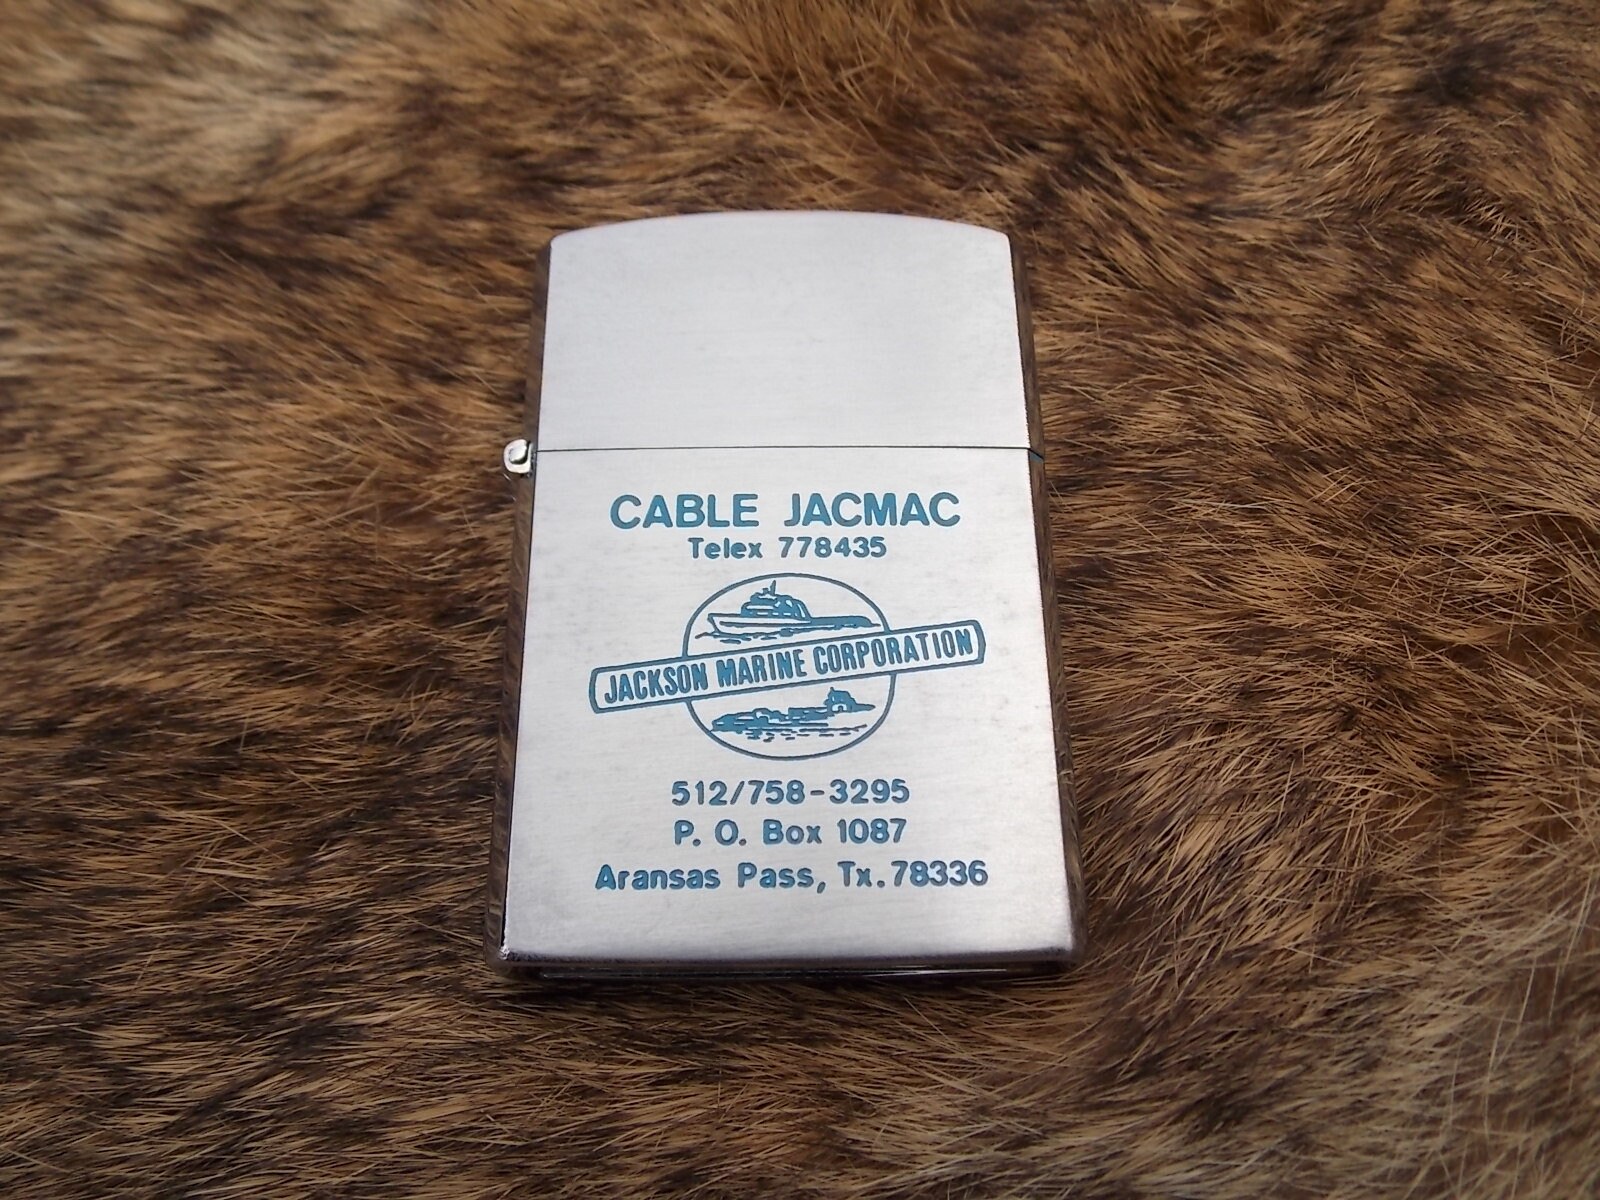 CABLE JACMAC
Telex 778435
JACKSON MARINE CORPORATION
512/758-3295
P. O. Box 1087
Aransas Pass, Tx. 78336